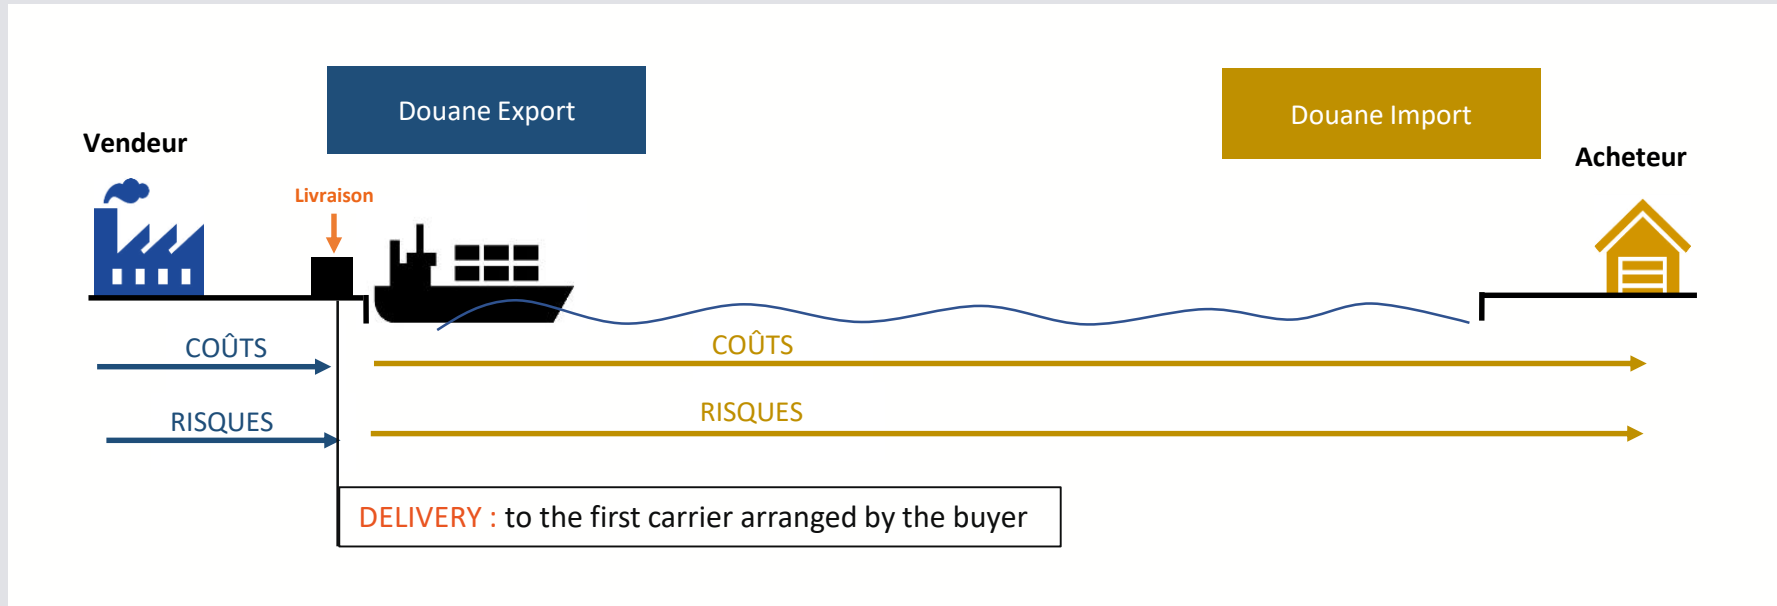 Douane Export
Douane Import
Vendeur
Acheteur
Livraison
COÛTS
COÛTS
RISQUES
RISQUES
DELIVERY : to the first carrier arranged by the buyer